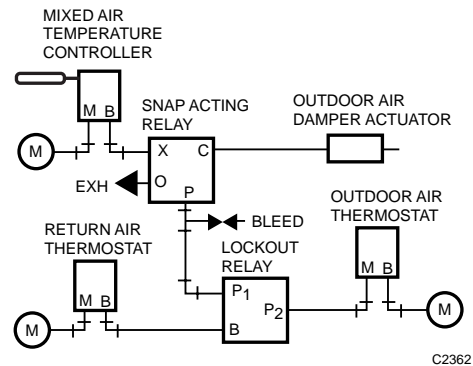 MIXED AIR
TEMPERATURE
CONTROLLER
M B
SNAP ACTING
RELAY
OUTDOOR AIR
DAMPER ACTUATOR
M
X
C
O
EXH
P
BLEED
OUTDOOR AIR
THERMOSTAT
RETURN AIR
THERMOSTAT
LOCKOUT
RELAY
M B
M B
P1
P2
M
B
M
C2362